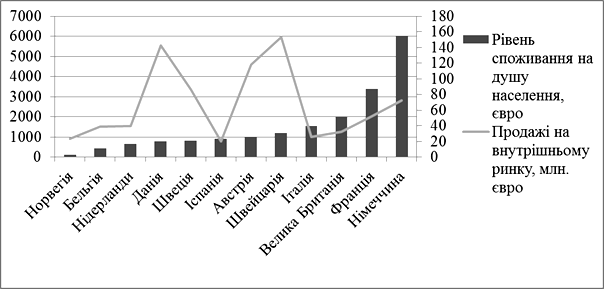 7000
6000
5000
4000
3000
2000
1000
0
180
160
140
120
100
80
60
40
20
0
Норвегія
Бельгія
Нідерланди
Данія
Швеція
Іспанія
Австрія
Швейцарія
Італія
Велика Британія
Франція
Німеччина
Рівень
споживання на
душу
населення,
євро
Продажі на
внутрішньому
ринку, млн.
євро